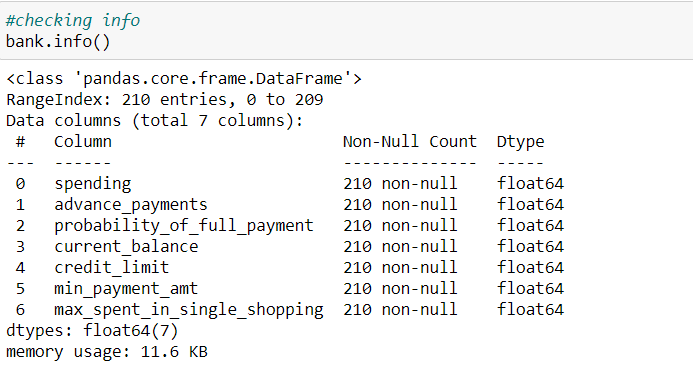 #checking info
bank.info()
<class 'pandas.core.frame.DataFrame'>
RangeIndex: 210 entries, 0 to 209
Data columns (total 7 columns):
 #   Column                        Non-Null Count  Dtype
---  ------                        --------------  -----
 0   spending                      210 non-null    float64
 1   advance_payments              210 non-null    float64
 2   probability_of_full_payment   210 non-null    float64
 3   current_balance               210 non-null    float64
 4   credit_limit                  210 non-null    float64
 5   min_payment_amt               210 non-null    float64
 6   max_spent_in_single_shopping  210 non-null    float64
dtypes: float64(7)
memory usage: 11.6 KB